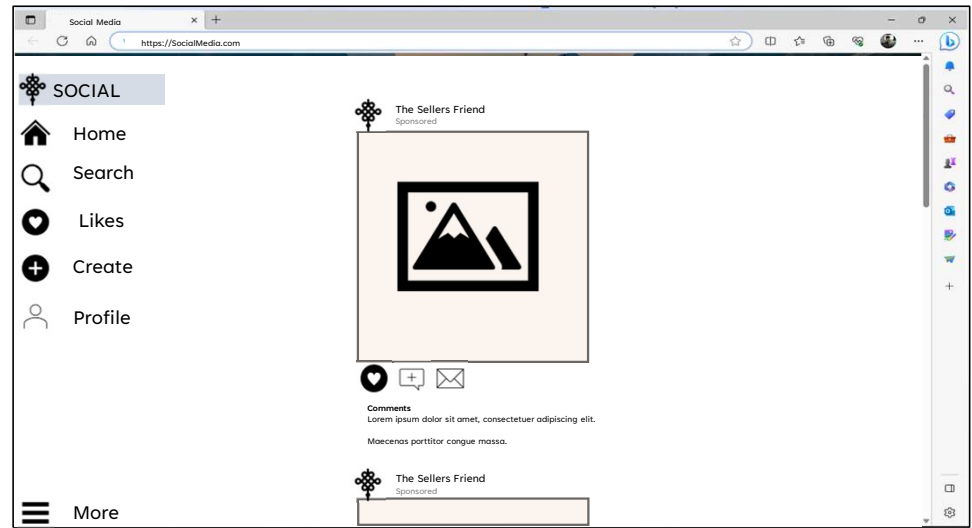 Social Media
https://SocialMedia.com
SOCIAL
Home
Search
Likes
Create
Profile
More
The Sellers Friend
Sponsored
Comments
Lorem ipsum dolor sit amet, consectetuer adipiscing elit.
Maecenas porttitor congue massa.
The Sellers Friend
Sponsored